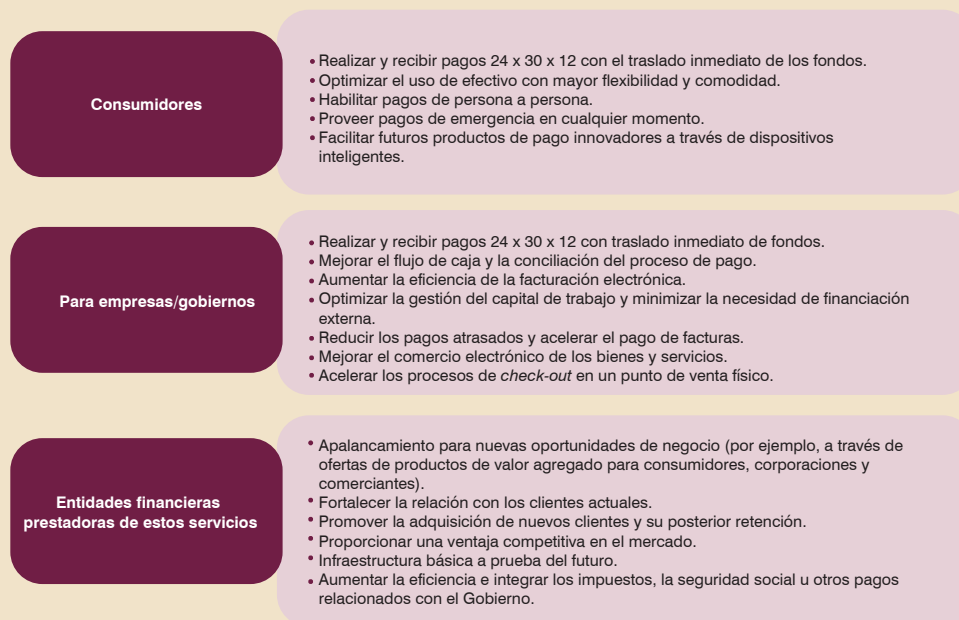 Consumidores
• Realizar y recibir pagos 24 x 30 x 12 con el traslado inmediato de los fondos.
• Optimizar el uso de efectivo con mayor flexibilidad y comodidad.
• Habilitar pagos de persona a persona.
• Proveer pagos de emergencia en cualquier momento.
• Facilitar futuros productos de pago innovadores a través de dispositivos
inteligentes.
Para empresas/gobiernos
• Realizar y recibir pagos 24 x 30 x 12 con traslado inmediato de fondos.
• Mejorar el flujo de caja y la conciliación del proceso de pago.
• Aumentar la eficiencia de la facturación electrónica.
• Optimizar la gestión del capital de trabajo y minimizar la necesidad de financiación
externa.
• Reducir los pagos atrasados y acelerar el pago de facturas.
• Mejorar el comercio electrónico de los bienes y servicios.
• Acelerar los procesos de check-out en un punto de venta físico.
Entidades financieras
prestadoras de estos servicios
• Apalancamiento para nuevas oportunidades de negocio (por ejemplo, a través de
ofertas de productos de valor agregado para consumidores, corporaciones y
comerciantes).
• Fortalecer la relación con los clientes actuales.
• Promover la adquisición de nuevos clientes y su posterior retención.
• Proporcionar una ventaja competitiva en el mercado.
• Infraestructura básica a prueba del futuro.
• Aumentar la eficiencia e integrar los impuestos, la seguridad social u otros pagos
relacionados con el Gobierno.